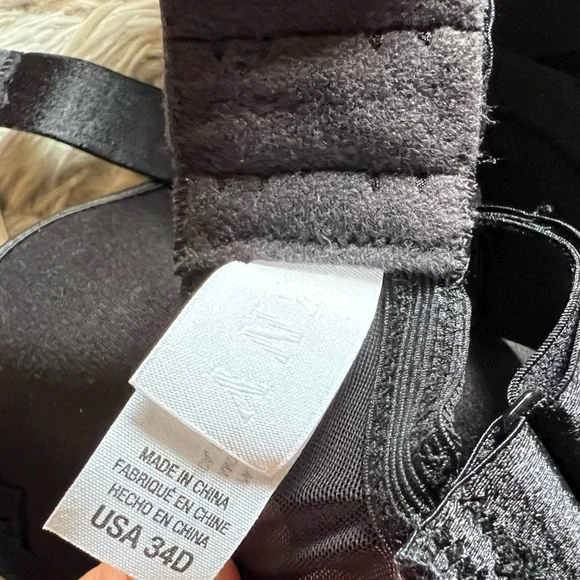 MADE IN CHINA
FABRIQUÉ EN CHINE
HECHO EN CHINA
USA 34D